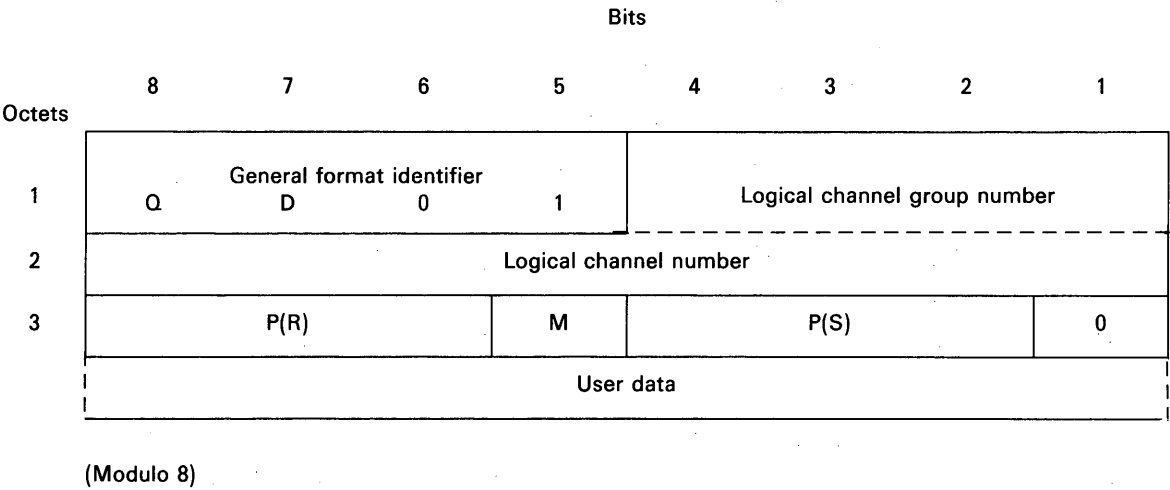 Bits
8 7 6 5 4 3 2 1
Octets
General format identifier
1 Q D 0 1 Logical channel group number
2 Logical channel number
3 P(R) M P(S) 0
User data
(Modulo 8)